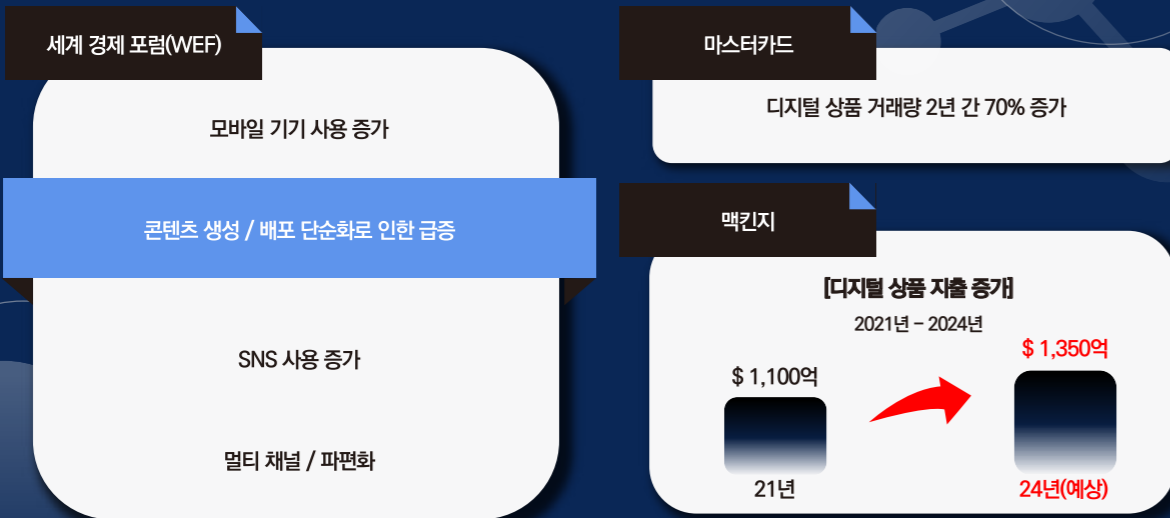 세계 경제 포럼(WEF)
모바일 기기 사용 증가
콘텐츠 생성 / 배포 단순화로 인한 급증
SNS 사용 증가
멀티 채널 / 파편화
마스터카드
디지털 상품 거래량 2년 간 70% 증가
맥킨지
[디지털 상품 지출 증가]
2021년 – 2024년
$ 1,100억
$ 1,350억
21년
24년(예상)